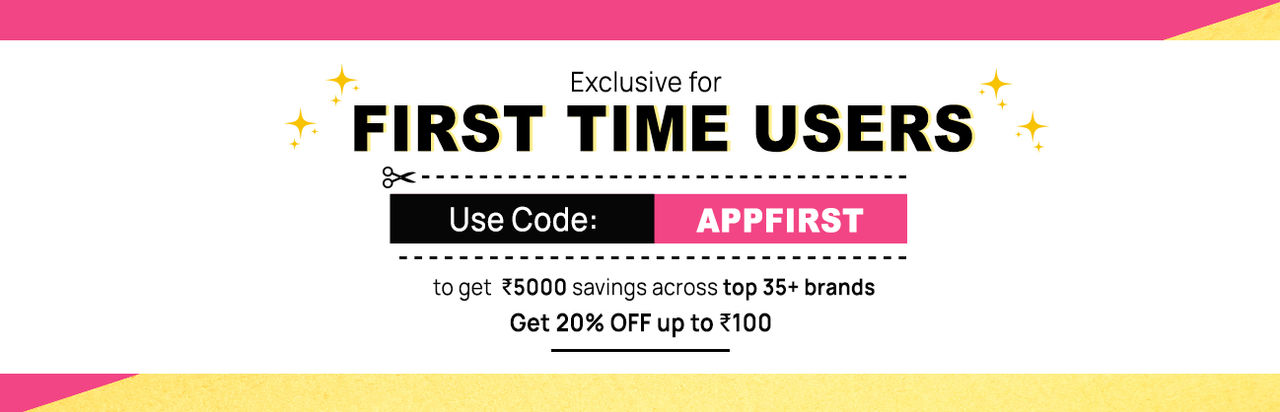 Exclusive for
FIRST TIME USERS
Use Code: APPFIRST
to get ₹5000 savings across top 35+ brands
Get 20% OFF up to ₹100